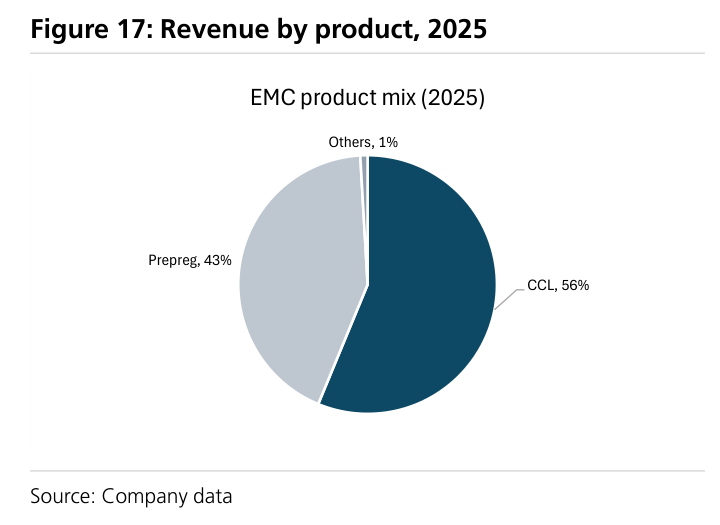 Figure 17: Revenue by product, 2025
EMC product mix (2025)
Others, 1%
Prepreg, 43%
CCL, 56%
Source: Company data